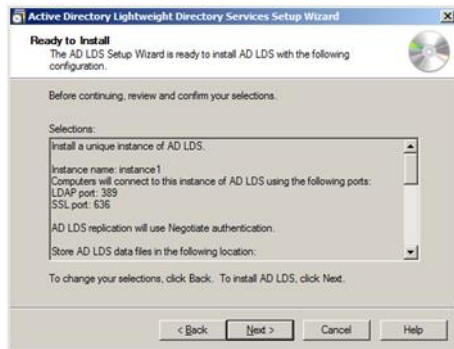 Active Directory Lightweight Directory Services Setup Wizard
Ready to Install
The AD LDS Setup Wizard is ready to install AD LDS with the following
configuration.
Before continuing, review and confirm your selections.
Selections:
Install a unique instance of AD LDS.
Instance name: instance1
Computers will connect to this instance of AD LDS using the following ports:
LDAP port: 389
SSL port: 636
AD LDS replication will use Negotiate authentication.
Store AD LDS data files in the following location:
To change your selections, click Back. To install AD LDS, click Next.
< Back Next > Cancel Help